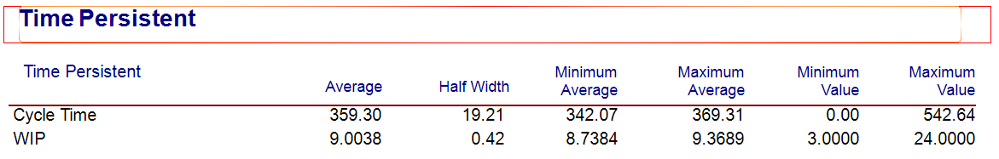 Time Persistent
Time Persistent Average Half Width Minimum Average Maximum Average Minimum Value Maximum Value
Cycle Time 359.30 19.21 342.07 369.31 0.00 542.64
WIP 9.0038 0.42 8.7384 9.3689 3.0000 24.0000